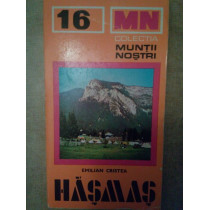 16 MN
COLECȚIA
MUNȚII
NOȘTRI
EMILIAN CRISTEA
HĂȘMAȘ